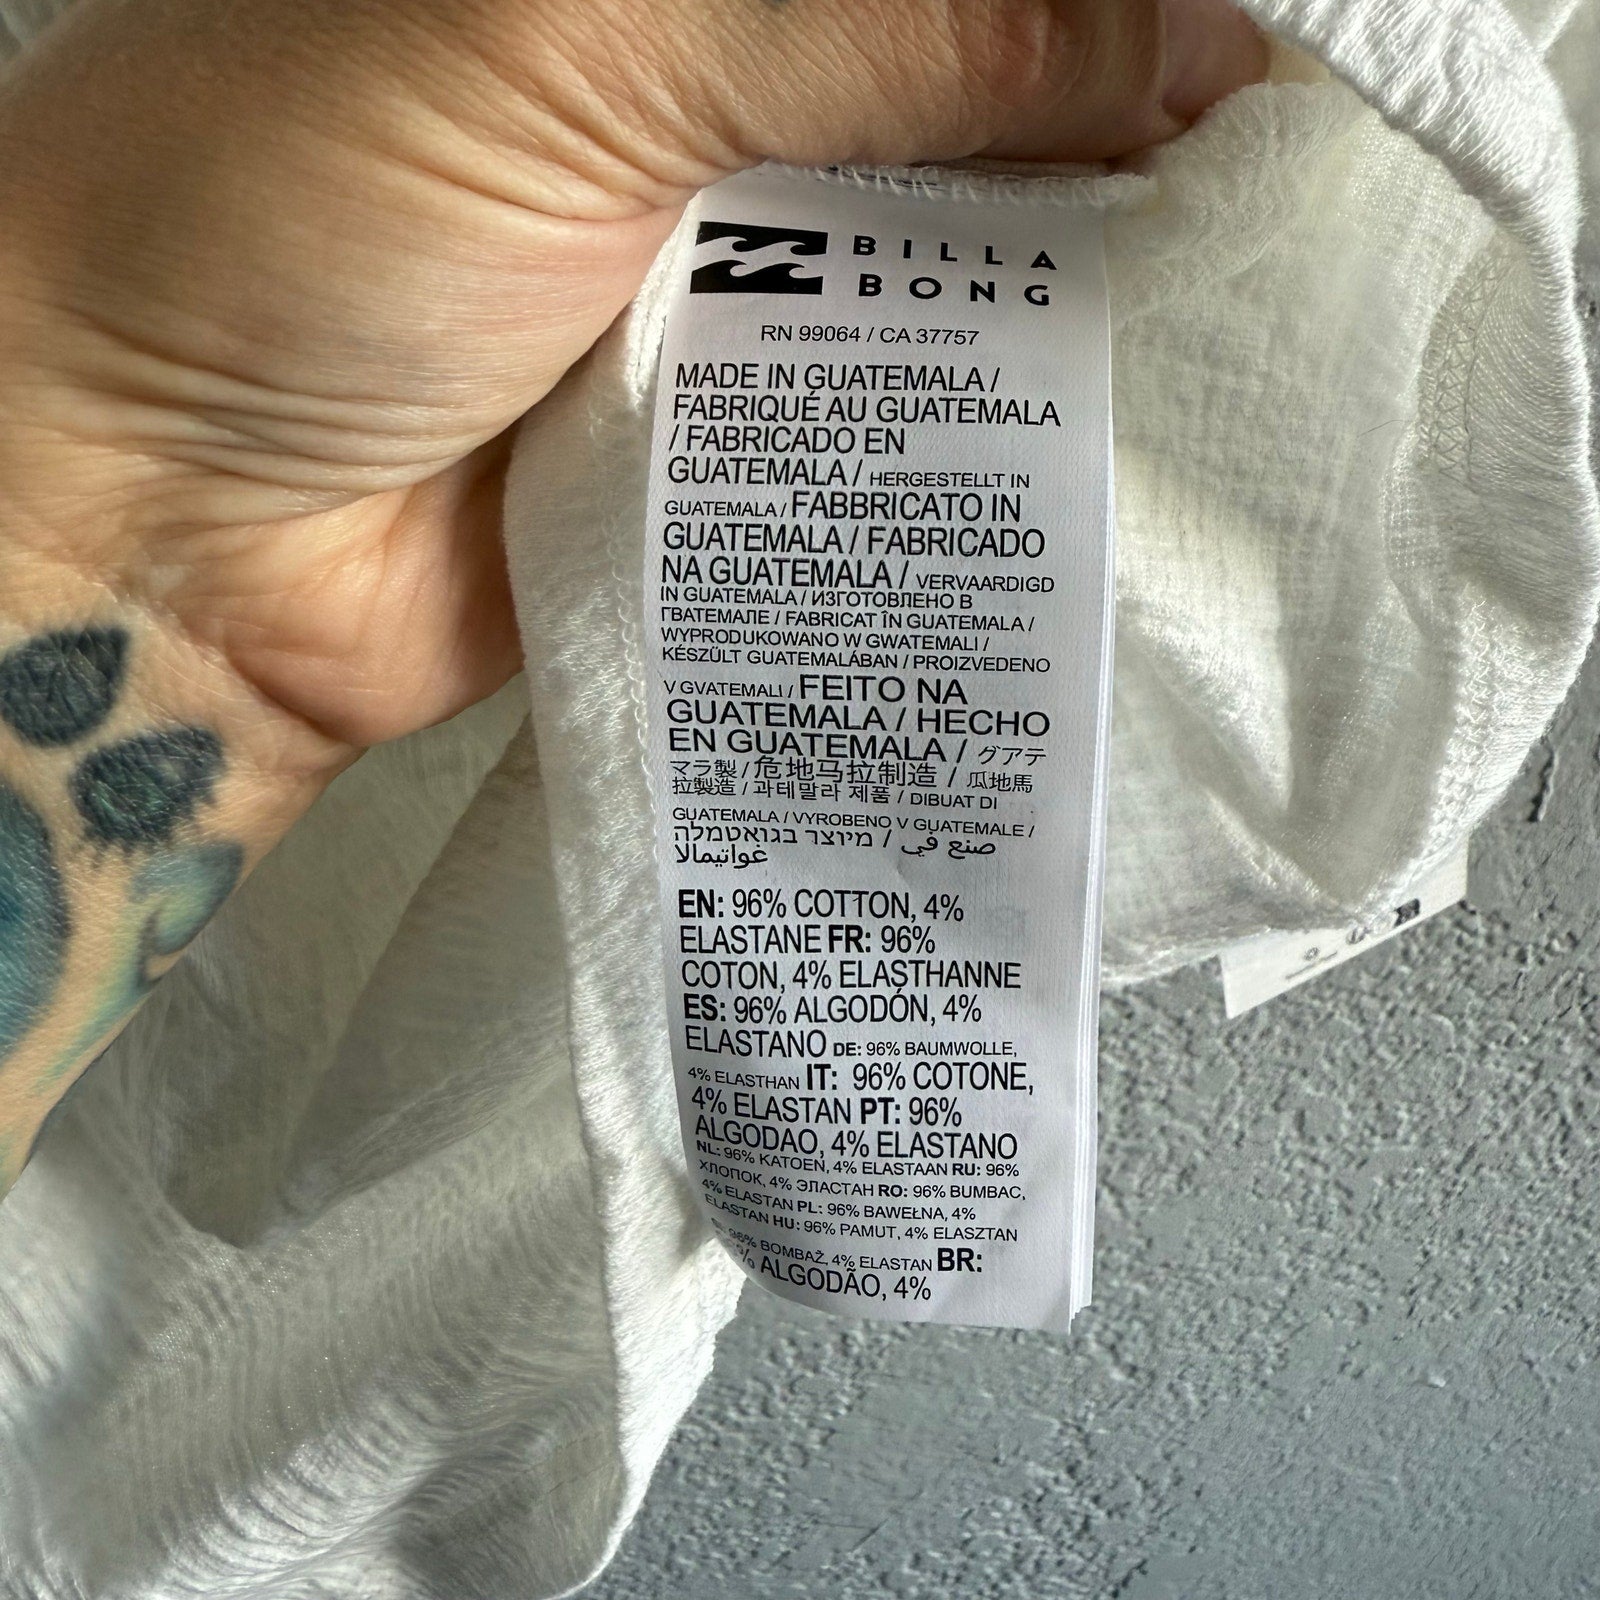 BILLA
BONG
RN 99064 / CA 37757
MADE IN GUATEMALA /
FABRIQUÉ AU GUATEMALA
/ FABRICADO EN
GUATEMALA / HERGESTELLT IN
GUATEMALA / FABBRICATO IN
GUATEMALA / FABRICADO
NA GUATEMALA / VERVAARDIGD
IN GUATEMALA / ИЗГОТОВЛЕНО В
ГВАТЕМАЛЕ / FABRICAT ÎN GUATEMALA /
WYPRODUKOWANO W GWATEMALI /
KÉSZÜLT GUATEMALÁBAN / PROIZVEDENO
V GVATEMALI / FEITO NA
GUATEMALA / HECHO
EN GUATEMALA / グアテ
マラ製 / 危地马拉制造 / 瓜地馬
拉製造 / 과테말라 제품 / DIBUAT DI
GUATEMALA / VYROBENO V GUATEMALE /
מיוצר בגואטמלה / صنع في
غواتيمالا
EN: 96% COTTON, 4%
ELASTANE FR: 96%
COTON, 4% ELASTHANNE
ES: 96% ALGODÓN, 4%
ELASTANO DE: 96% BAUMWOLLE,
4% ELASTHAN IT: 96% COTONE,
4% ELASTAN PT: 96%
ALGODAO, 4% ELASTANO
NL: 96% KATOEN, 4% ELASTAAN RU: 96%
ХЛОПОК, 4% ЭЛАСТАН RO: 96% BUMBAC,
4% ELASTAN PL: 96% BAWEŁNA, 4%
ELASTAN HU: 96% PAMUT, 4% ELASZTAN
96% BOMBAŽ, 4% ELASTAN BR:
ALGODÃO, 4%